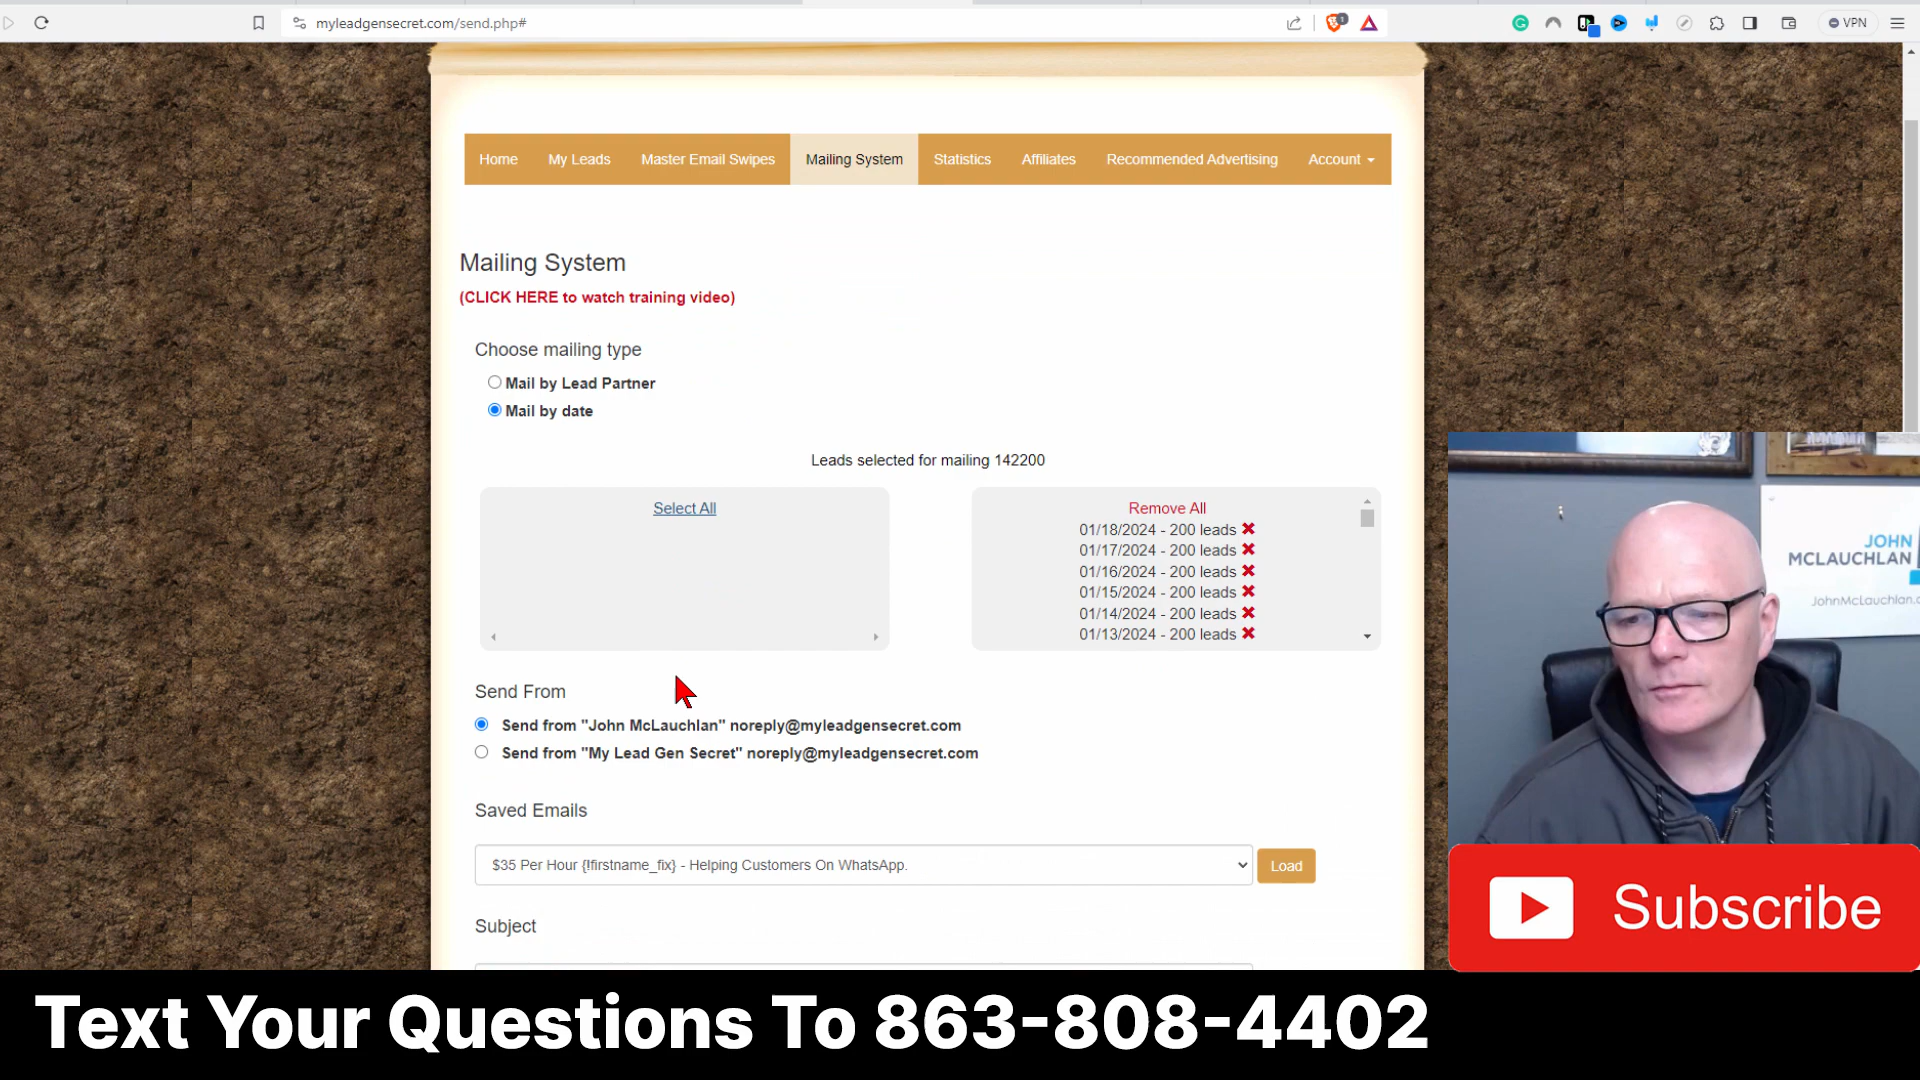 myleadgensecret.com/send.php#
1
VPN
Home
My Leads
Master Email Swipes
Mailing System
Statistics
Affiliates
Recommended Advertising
Account
Mailing System
(CLICK HERE to watch training video)
Choose mailing type
Mail by Lead Partner
Mail by date
Leads selected for mailing 142200
Select All
Remove All
01/18/2024 - 200 leads
01/17/2024 - 200 leads
01/16/2024 - 200 leads
01/15/2024 - 200 leads
01/14/2024 - 200 leads
01/13/2024 - 200 leads
Send From
Send from "John McLauchlan" noreply@myleadgensecret.com
Send from "My Lead Gen Secret" noreply@myleadgensecret.com
Saved Emails
$35 Per Hour {!firstname_fix} - Helping Customers On WhatsApp.
Load
Subject
JOHN
MCLAUCHLAN
JohnMcLauchlan.c
Subscribe
Text Your Questions To 863-808-4402